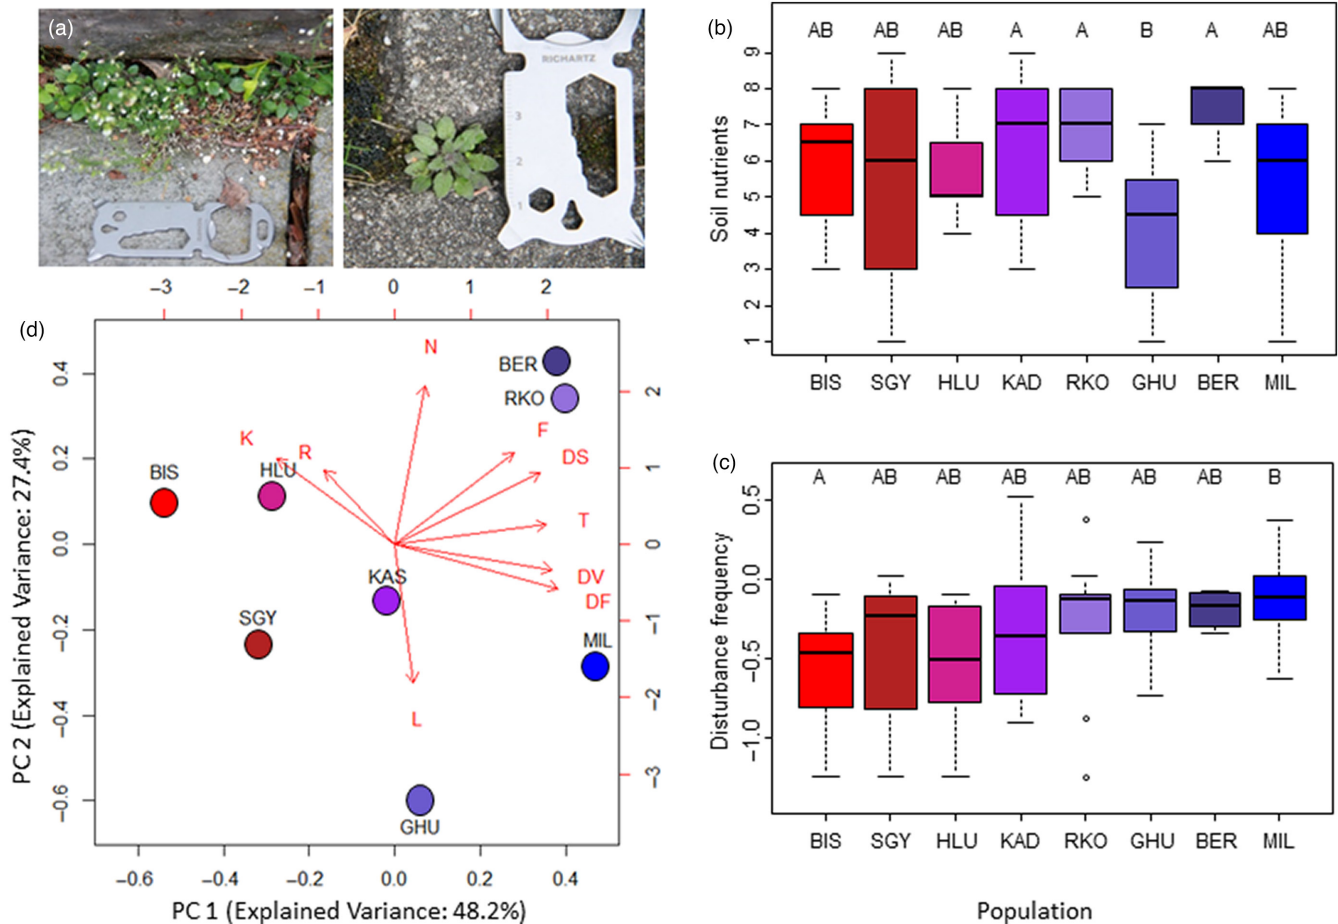 (a)
RICHARTZ
3
2
1
(b)
AB AB AB A A B A AB
Soil nutrients
9
8
7
6
5
4
3
2
1
BIS SGY HLU KAD RKO GHU BER MIL
(c)
A AB AB AB AB AB AB B
Disturbance frequency
0.5
0.0
−0.5
−1.0
BIS SGY HLU KAD RKO GHU BER MIL
Population
(d)
−3 −2 −1 0 1 2
PC 2 (Explained Variance: 27.4%)
0.4
0.2
0.0
−0.2
−0.4
−0.6
N
BER
RKO
K
R
F
BIS
HLU
DS
T
KAS
DV
DF
SGY
MIL
L
GHU
2
1
0
−1
−2
−3
−0.6 −0.4 −0.2 0.0 0.2 0.4
PC 1 (Explained Variance: 48.2%)